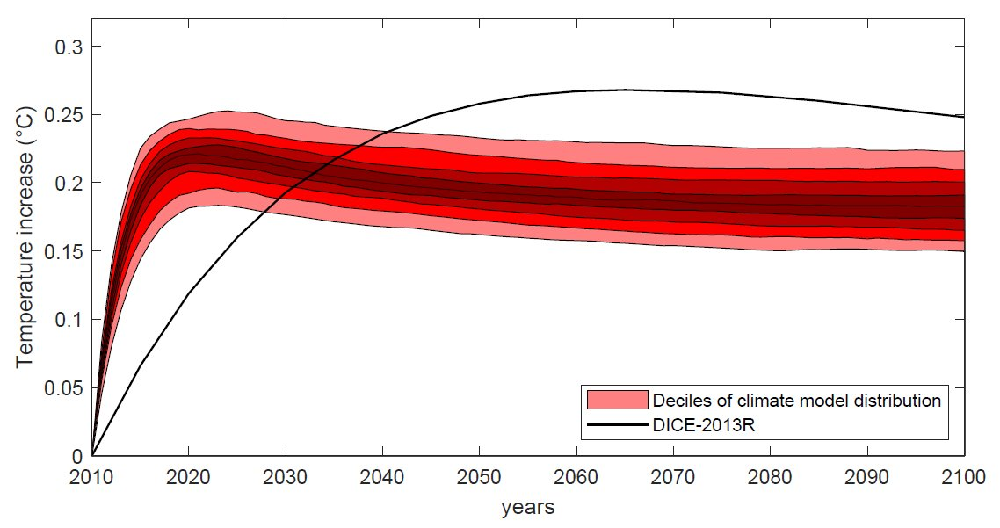 Temperature increase (°C)
0.3
0.25
0.2
0.15
0.1
0.05
0
2010 2020 2030 2040 2050 2060 2070 2080 2090 2100
years
Deciles of climate model distribution
DICE-2013R